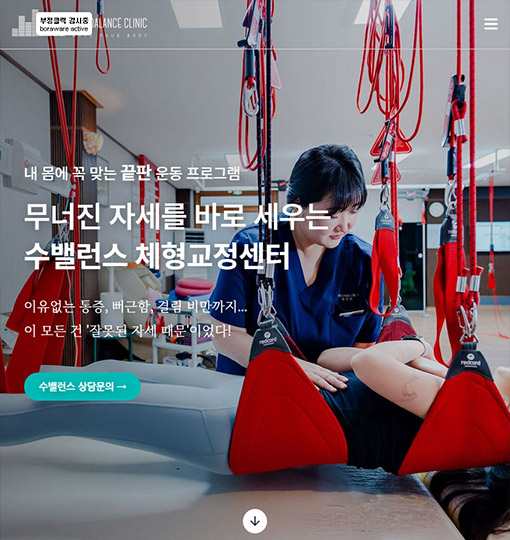 부정클릭 감시중
boraware active
BALANCE CLINIC
내 몸에 꼭 맞는 끝판 운동 프로그램
무너진 자세를 바로 세우는
수밸런스 체형교정센터
이유없는 통증, 뻐근함, 결림 비만까지...
이 모든 건 '잘못된 자세 때문'이었다!
수밸런스 상담문의 →
redcord
redcord